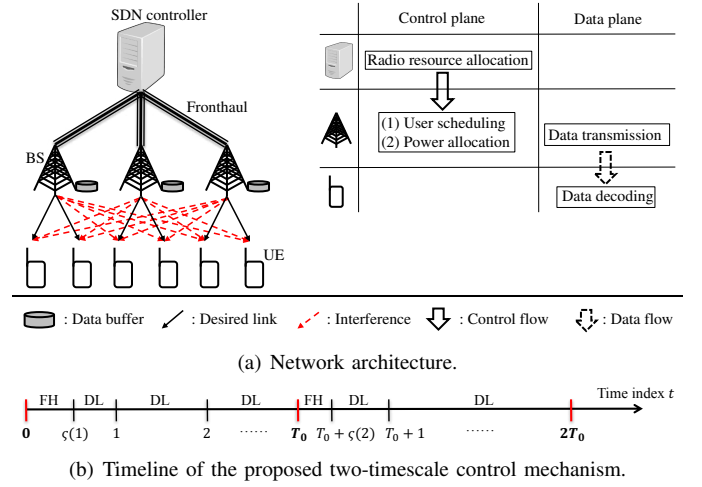 SDN controller
Fronthaul
BS
UE
Control plane Data plane
Radio resource allocation
(1) User scheduling
(2) Power allocation
Data transmission
Data decoding
: Data buffer : Desired link : Interference : Control flow : Data flow
(a) Network architecture.
FH DL DL DL FH DL DL Time index t
0 ς(1) 1 2 ...... T₀ T₀ + ς(2) T₀ + 1 ...... 2T₀
(b) Timeline of the proposed two-timescale control mechanism.